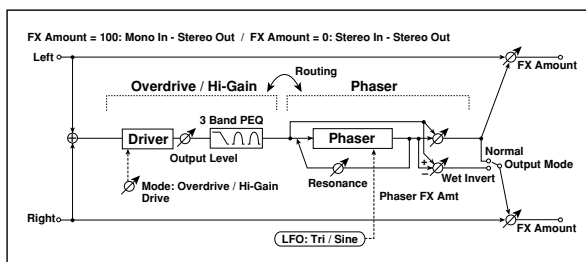 FX Amount = 100: Mono In - Stereo Out / FX Amount = 0: Stereo In - Stereo Out
Left
FX Amount
Routing
Overdrive / Hi-Gain
Phaser
3 Band PEQ
Driver
Phaser
Output Level
Normal
Output Mode
+
−
Wet Invert
Resonance
Mode: Overdrive / Hi-Gain
Drive
Phaser FX Amt
Right
FX Amount
LFO: Tri / Sine